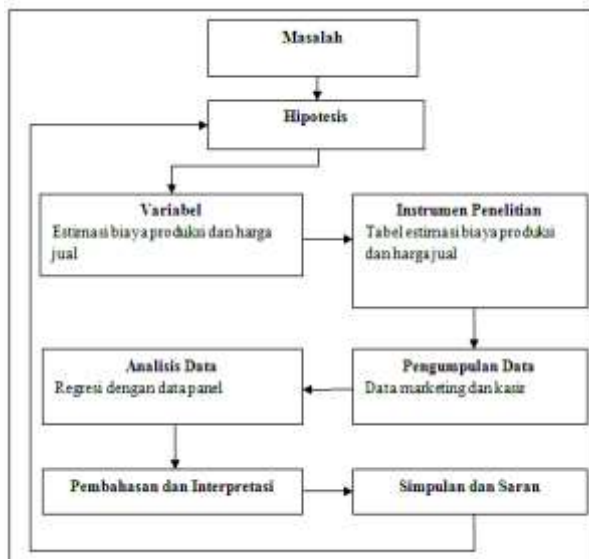 Masalah
Hipotesis
Variabel
Estimasi biaya produksi dan harga
jual
Instrumen Penelitian
Tabel estimasi biaya produksi
dan harga jual
Analisis Data
Regresi dengan data panel
Pengumpulan Data
Data marketing dan kasir
Pembahasan dan Interpretasi
Simpulan dan Saran